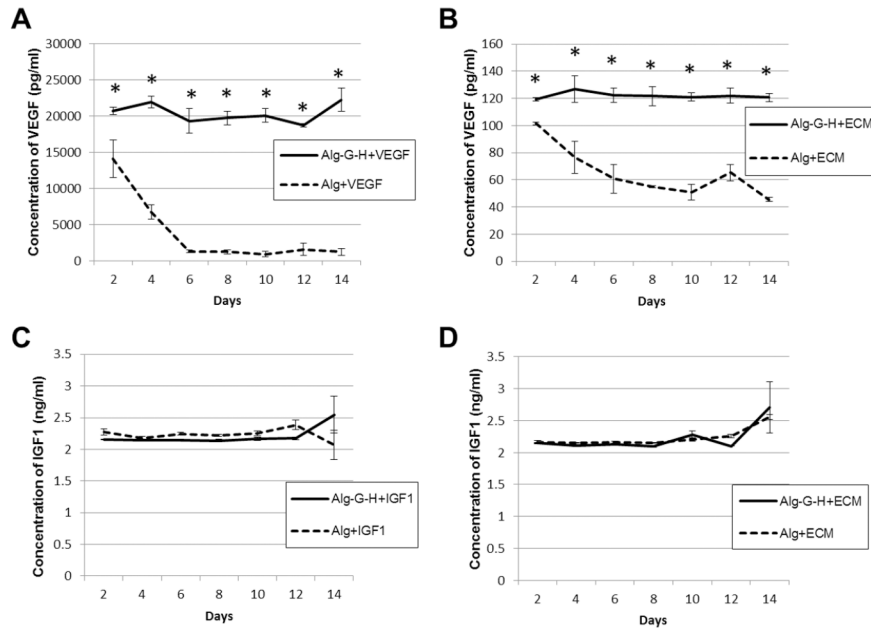 A
Concentration of VEGF (pg/ml)
30000
25000
20000
15000
10000
5000
0
* * * * * * *
Alg-G-H+VEGF
Alg+VEGF
2 4 6 8 10 12 14
Days
B
Concentration of VEGF (pg/ml)
160
140
120
100
80
60
40
20
0
* * * * * * *
Alg-G-H+ECM
Alg+ECM
2 4 6 8 10 12 14
Days
C
Concentration of IGF1 (ng/ml)
3.5
3
2.5
2
1.5
1
0.5
0
Alg-G-H+IGF1
Alg+IGF1
2 4 6 8 10 12 14
Days
D
Concentration of IGF1 (ng/ml)
3.5
3
2.5
2
1.5
1
0.5
0
Alg-G-H+ECM
Alg+ECM
2 4 6 8 10 12 14
Days